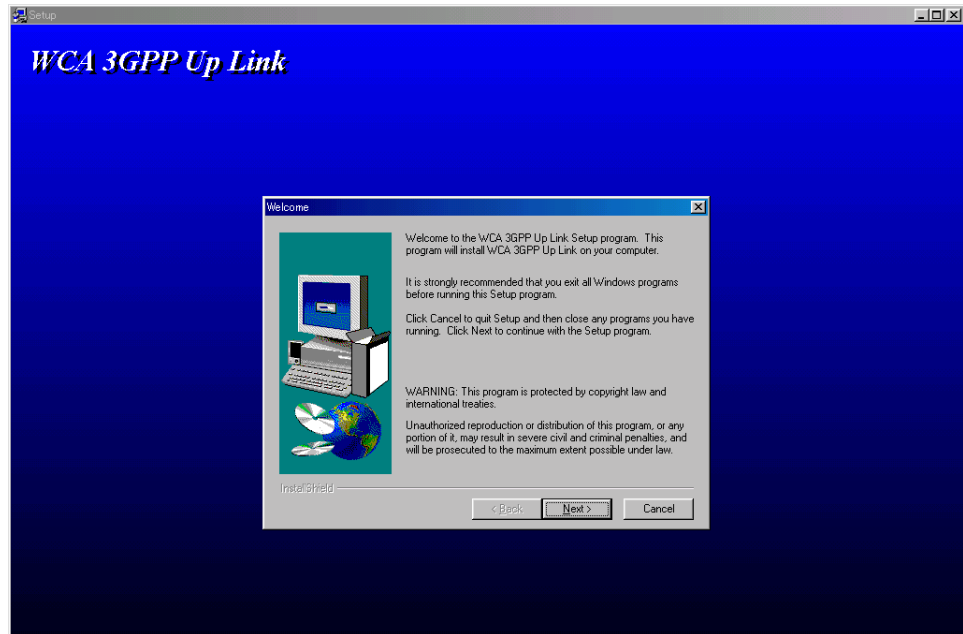 Setup
WCA 3GPP Up Link
Welcome
Welcome to the WCA 3GPP Up Link Setup program. This
program will install WCA 3GPP Up Link on your computer.
It is strongly recommended that you exit all Windows programs
before running this Setup program.
Click Cancel to quit Setup and then close any programs you have
running. Click Next to continue with the Setup program.
WARNING: This program is protected by copyright law and
international treaties.
Unauthorized reproduction or distribution of this program, or any
portion of it, may result in severe civil and criminal penalties, and
will be prosecuted to the maximum extent possible under law.
InstallShield
< Back Next > Cancel